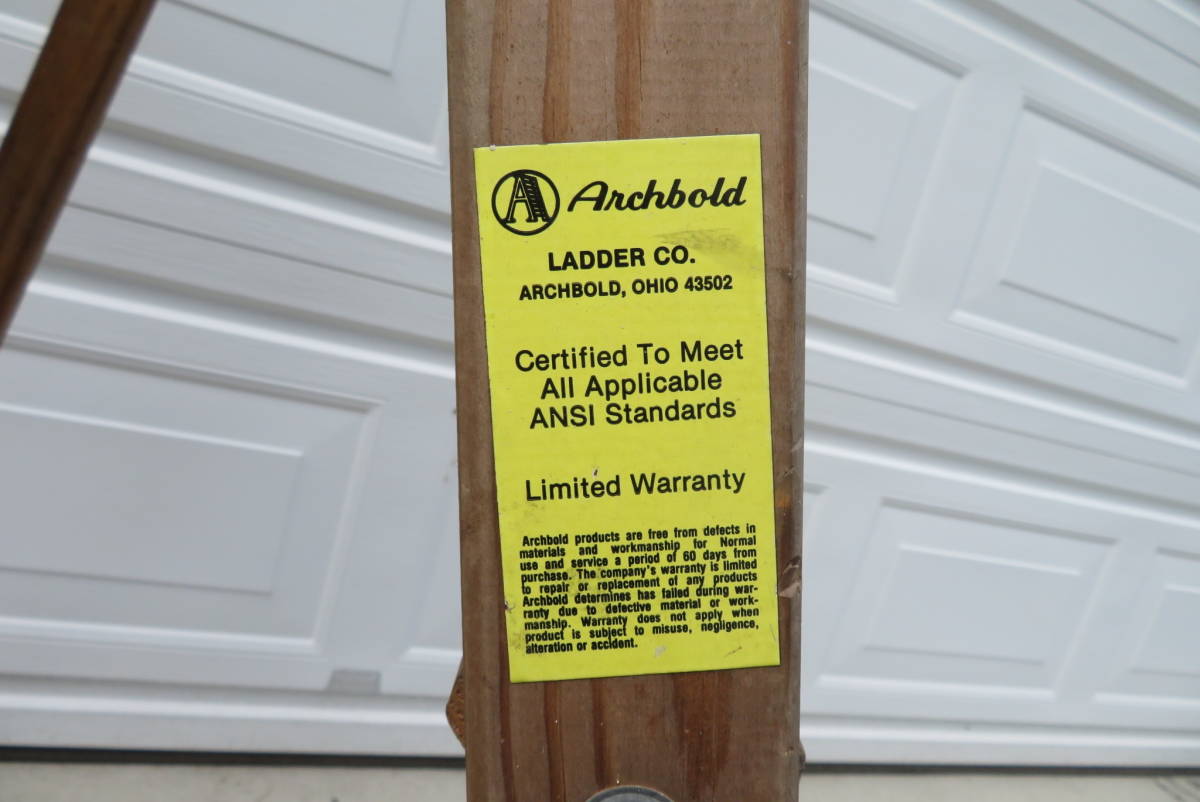 A Archbold
LADDER CO.
ARCHBOLD, OHIO 43502
Certified To Meet
All Applicable
ANSI Standards
Limited Warranty
Archbold products are free from defects in
materials and workmanship for Normal
use and service a period of 60 days from
purchase. The company's warranty is limited
to repair or replacement of any products
Archbold determines has failed during war-
ranty due to defective material or work-
manship. Warranty does not apply when
product is subject to misuse, negligence,
alteration or accident.